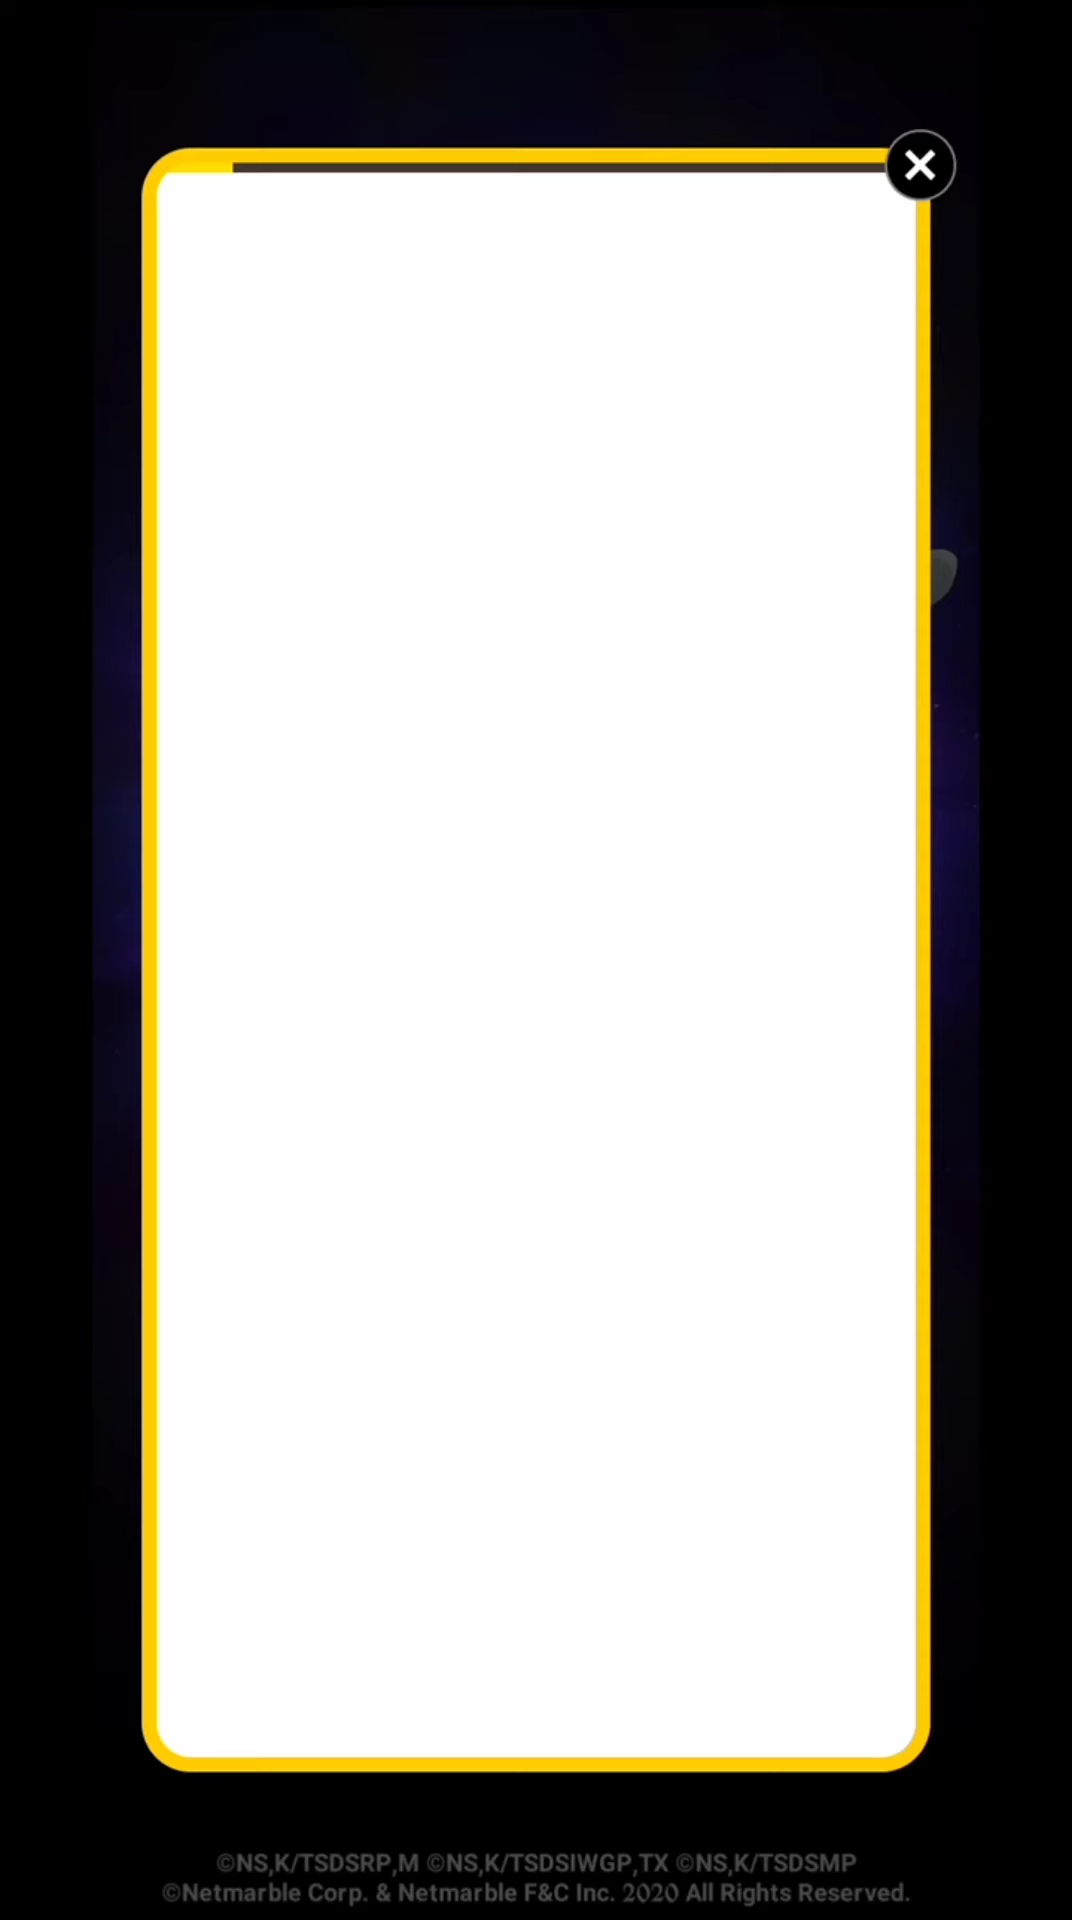 ©NS,K/TSDSRP,M ©NS,K/TSDSIWGP,TX ©NS,K/TSDSMP
©Netmarble Corp. & Netmarble F&C Inc. 2020 All Rights Reserved.